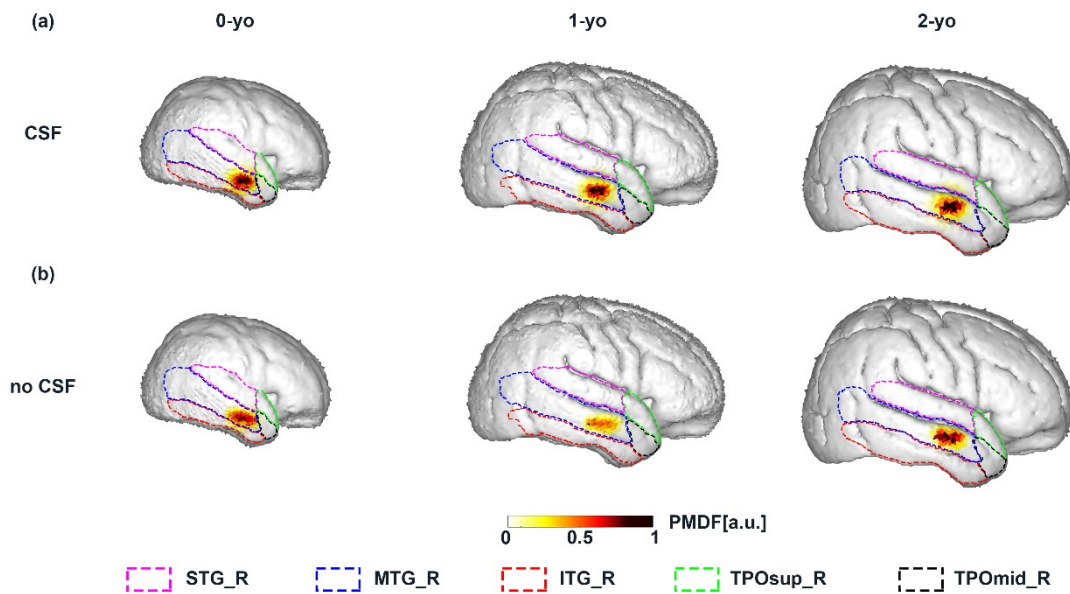 (a) 0-yo 1-yo 2-yo
CSF
(b)
no CSF
PMDF[a.u.]
0 0.5 1
STG_R MTG_R ITG_R TPOsup_R TPOmid_R